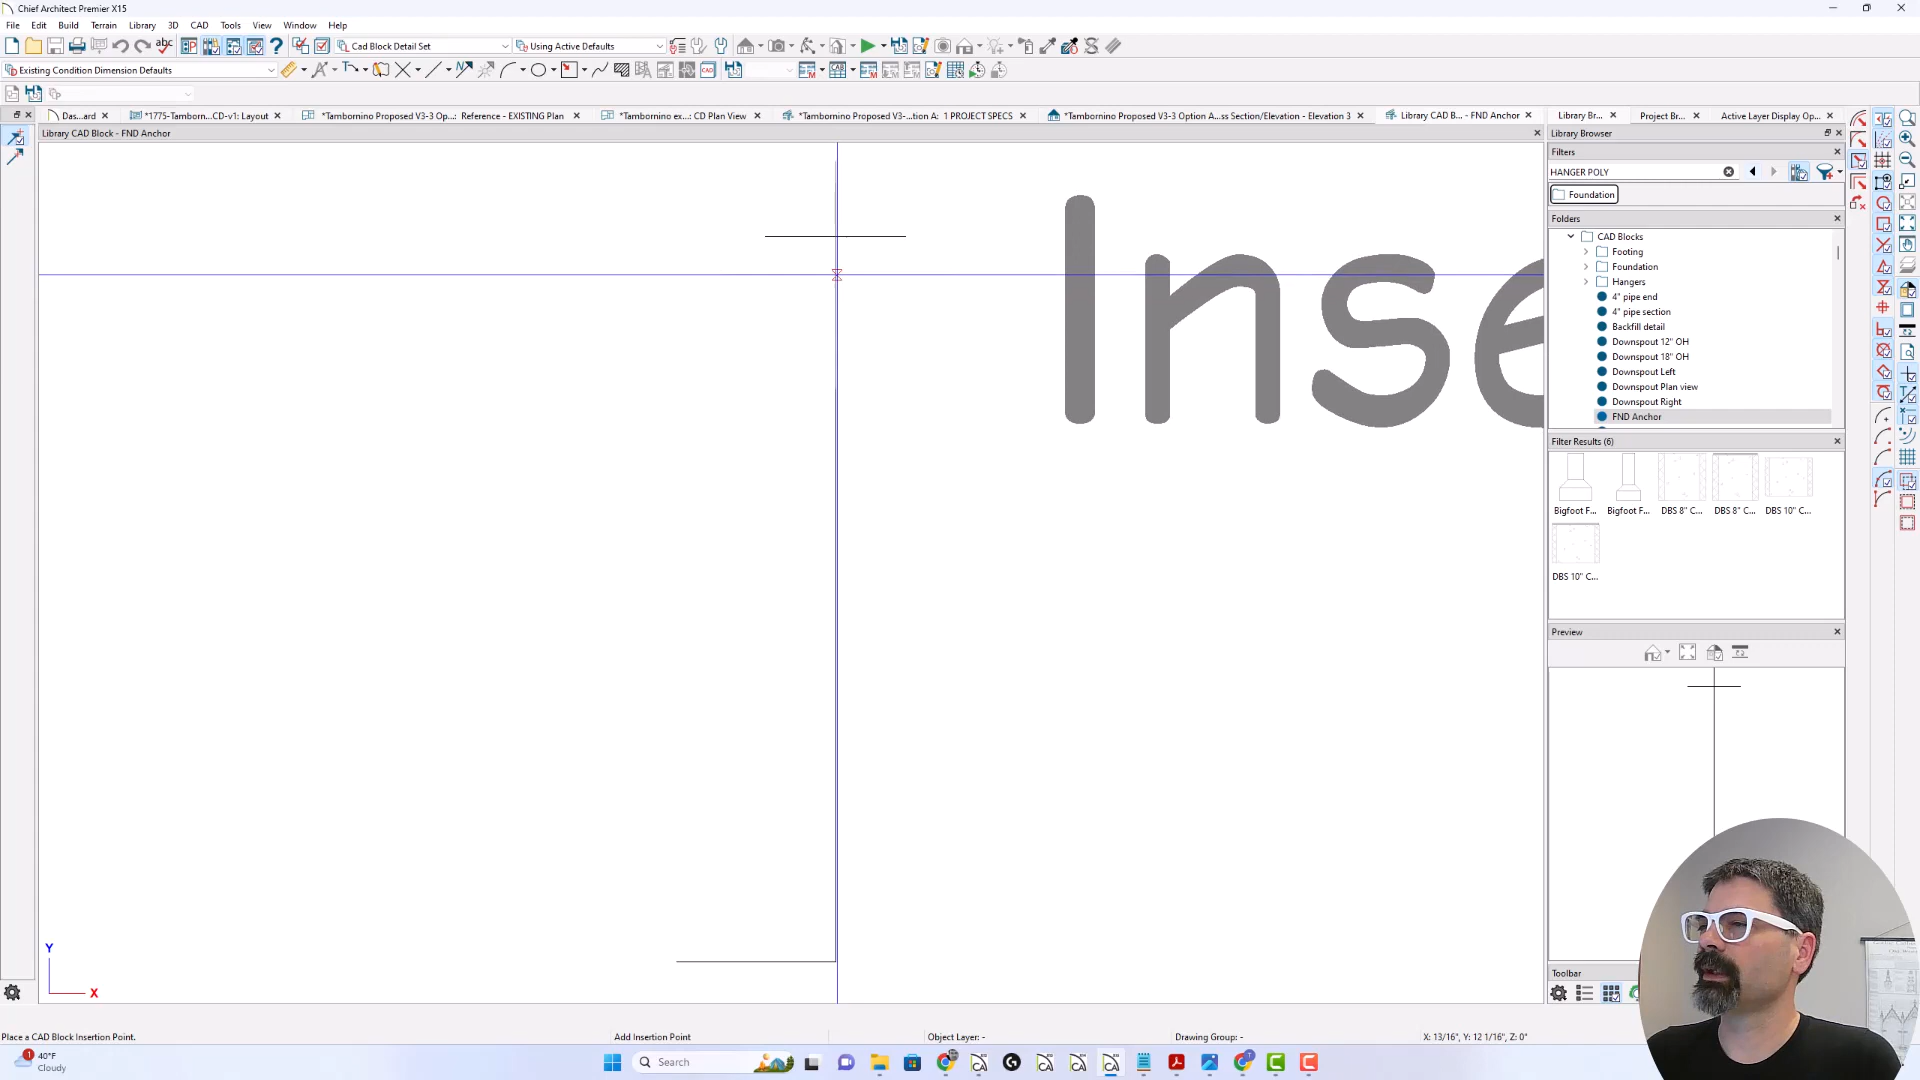 Chief Architect Premier X15
File Edit Build Terrain Library 3D CAD Tools View Window Help
Cad Block Detail Set
Using Active Defaults
Existing Condition Dimension Defaults
Das...ard
*1775-Tamborn...CD-v1: Layout
*Tambornino Proposed V3-3 Op...: Reference - EXISTING Plan
*Tambornino ex...: CD Plan View
*Tambornino Proposed V3-...ption A: 1 PROJECT SPECS
*Tambornino Proposed V3-3 Option A...ss Section/Elevation - Elevation 3
Library CAD B... - FND Anchor
Library Br...
Project Br...
Active Layer Display Op...
Library CAD Block - FND Anchor
Library Browser
Filters
HANGER POLY
Foundation
Folders
CAD Blocks
Footing
Foundation
Hangers
4" pipe end
4" pipe section
Backfill detail
Downspout 12" OH
Downspout 18" OH
Downspout Left
Downspout Plan view
Downspout Right
FND Anchor
Inse
Filter Results (6)
Bigfoot F... Bigfoot F... DBS 8" C... DBS 8" C... DBS 10" C...
DBS 10" C...
Preview
Y
X
Toolbar
Place a CAD Block Insertion Point.
Add Insertion Point
Object Layer: -
Drawing Group: -
X: 13/16", Y: 12 1/16", Z: 0"
1
40°F
Cloudy
Search